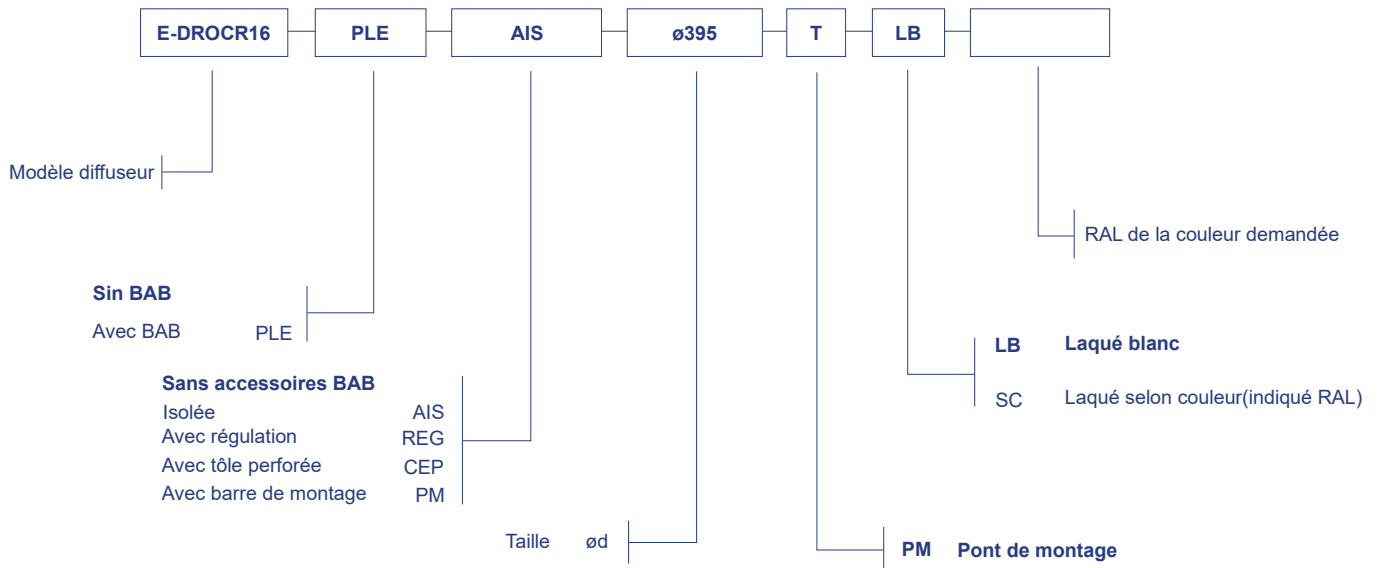 E-DROCR16 PLE AIS ø395 T LB
Modèle diffuseur
RAL de la couleur demandée
Sin BAB
Avec BAB PLE
LB Laqué blanc
SC Laqué selon couleur(indiqué RAL)
Sans accessoires BAB
Isolée AIS
Avec régulation REG
Avec tôle perforée CEP
Avec barre de montage PM
Taille ød
PM Pont de montage